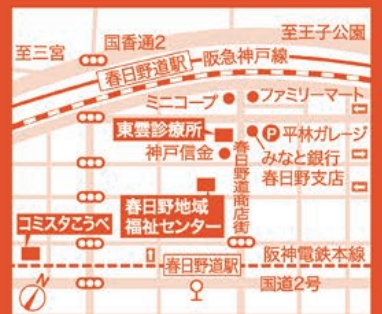 至三宮
国香通2
至王子公園
春日野道駅
阪急神戸線
ミニコープ
ファミリーマート
東雲診療所
P 平林ガレージ
神戸信金
みなと銀行
春日野支店
春日野道商店街
春日野地域
福祉センター
コミスタこうべ
阪神電鉄本線
春日野道駅
国道2号
N